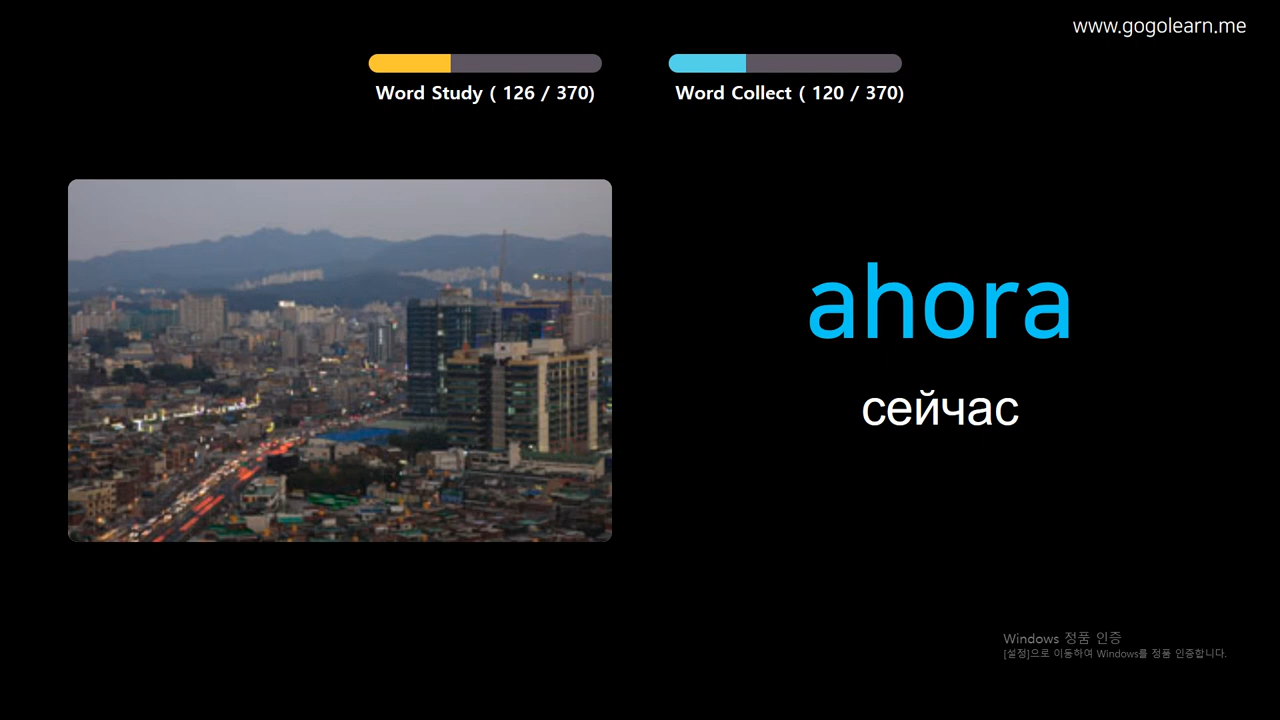 www.gogolearn.me
Word Study ( 126 / 370)
Word Collect ( 120 / 370)
ahora
сейчас
Windows 정품 인증
[설정]으로 이동하여 Windows를 정품 인증합니다.